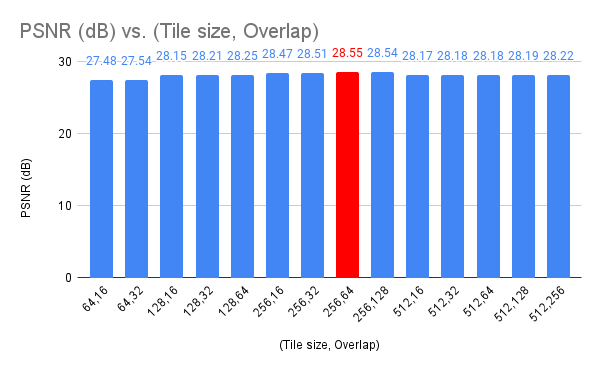 PSNR (dB) vs. (Tile size, Overlap)
27.48 27.54 28.15 28.21 28.25 28.47 28.51 28.55 28.54 28.17 28.18 28.18 28.19 28.22
30
20
10
0
PSNR (dB)
64,16 64,32 128,16 128,32 128,64 256,16 256,32 256,64 256,128 512,16 512,32 512,64 512,128 512,256
(Tile size, Overlap)